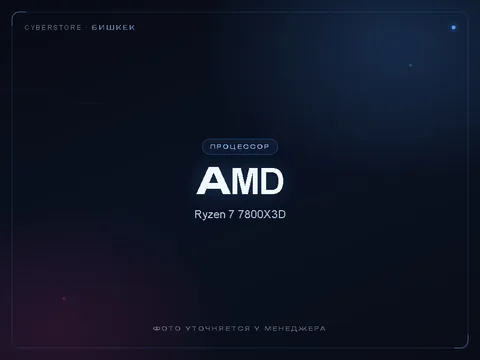 CYBERSTORE · БИШКЕК
ПРОЦЕССОР
AMD
Ryzen 7 7800X3D
ФОТО УТОЧНЯЕТСЯ У МЕНЕДЖЕРА